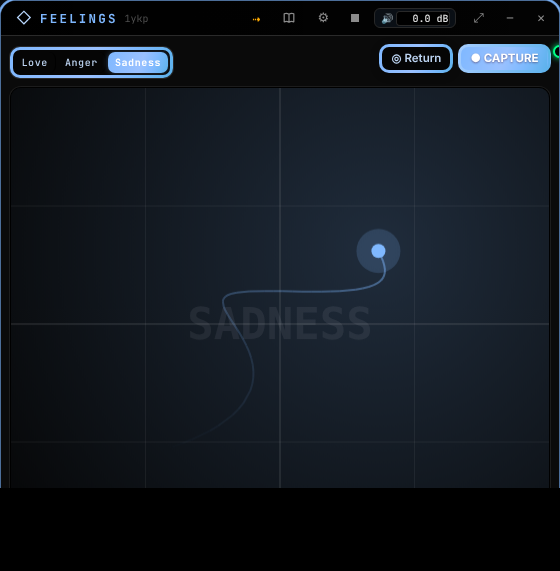 FEELINGS 1ykp
0.0 dB
Love Anger Sadness
Return
CAPTURE
SADNESS